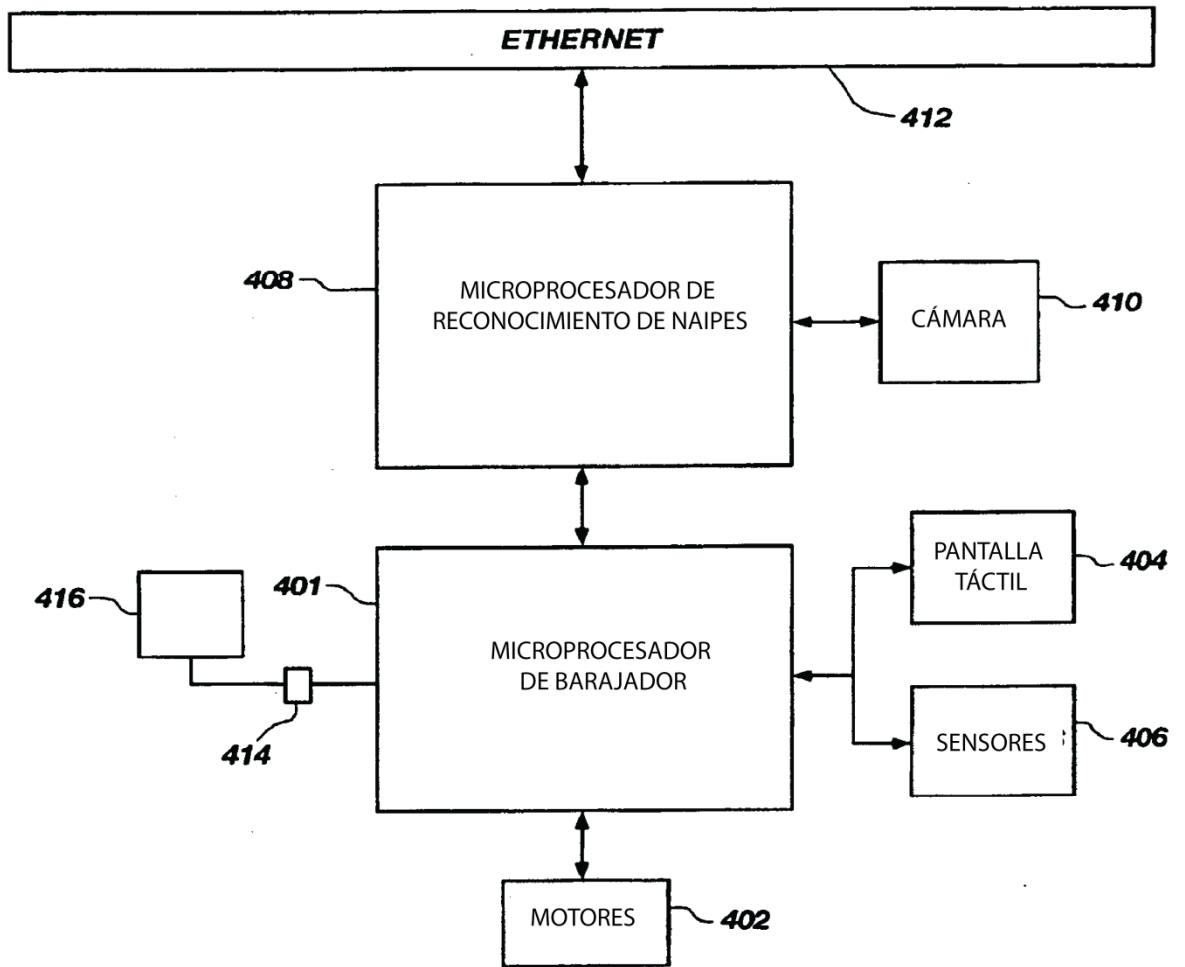 ETHERNET
412
408
MICROPROCESADOR DE
RECONOCIMIENTO DE NAIPES
CÁMARA
410
416
401
414
MICROPROCESADOR
DE BARAJADOR
PANTALLA
TÁCTIL
404
SENSORES
406
MOTORES
402